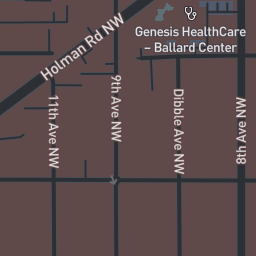 Genesis HealthCare
– Ballard Center
Holman Rd NW
9th Ave NW
11th Ave NW
Dibble Ave NW
8th Ave NW